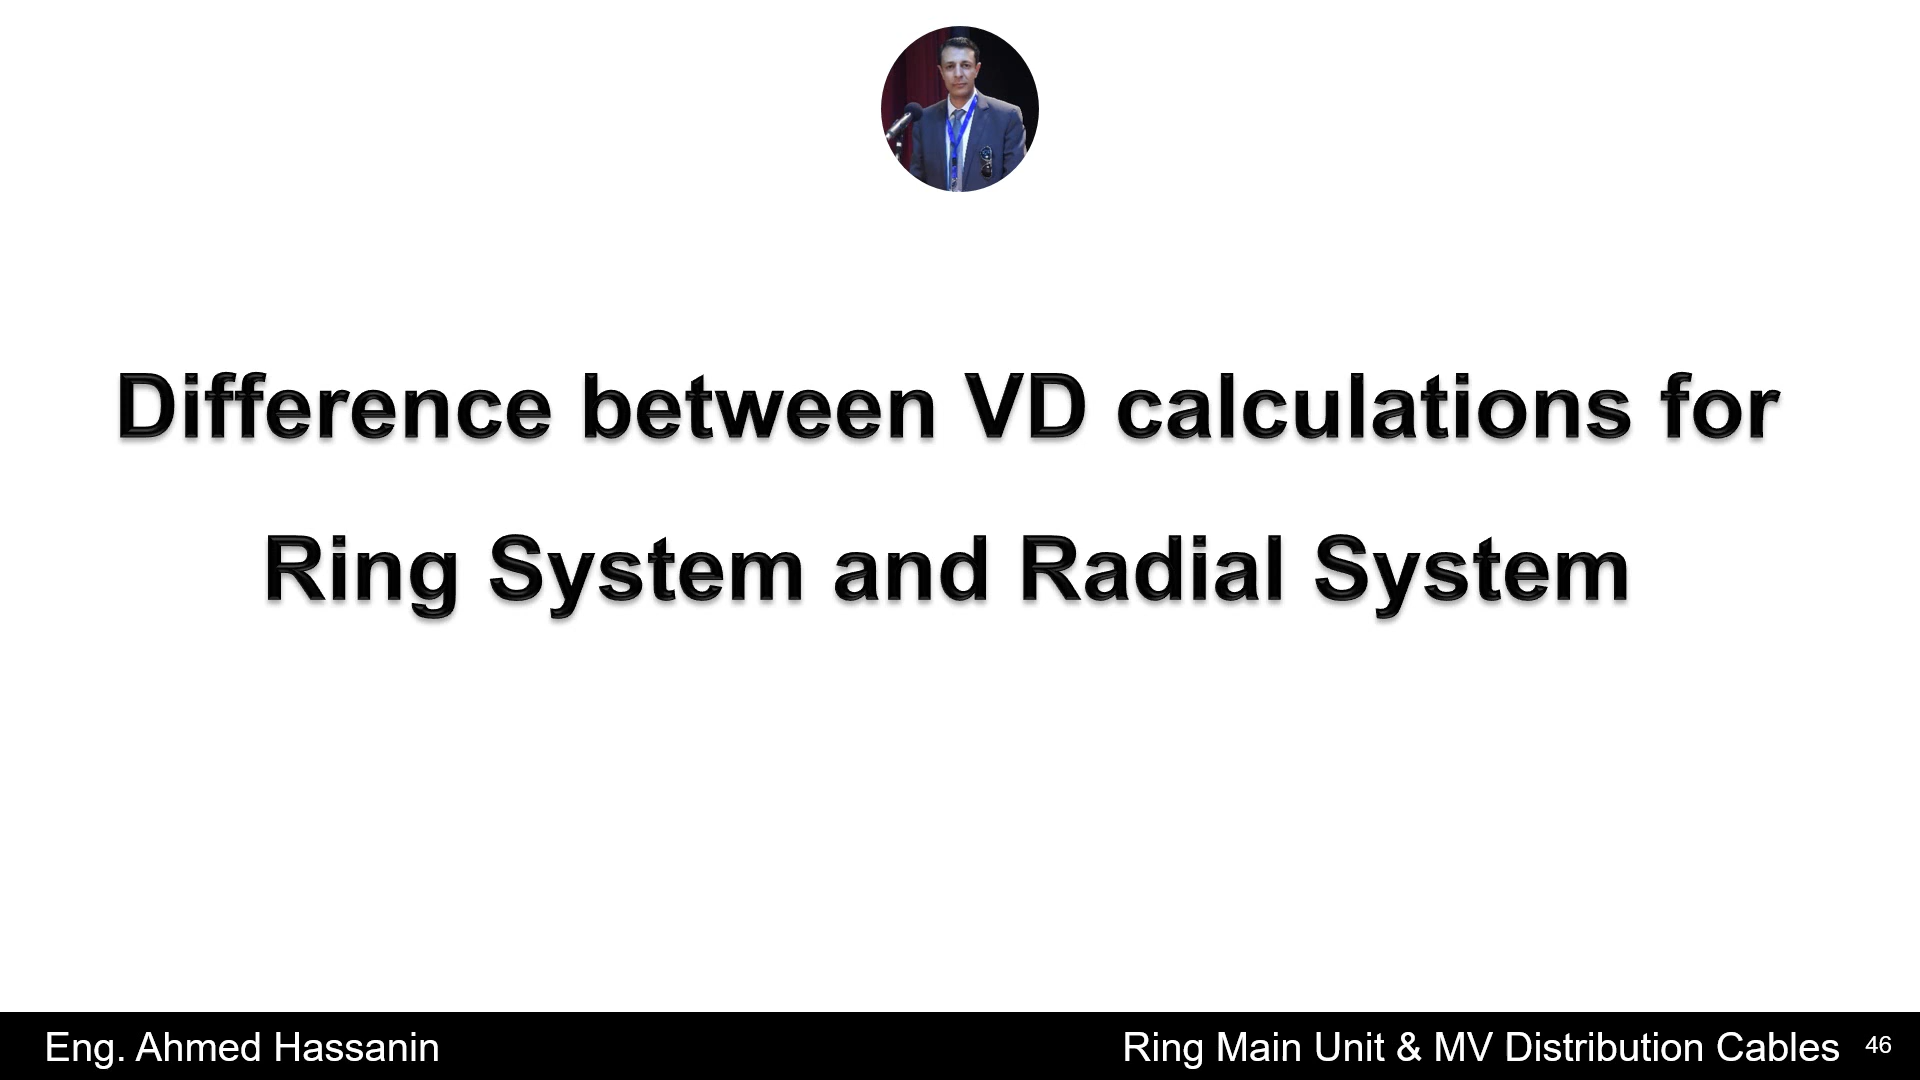 Difference between VD calculations for
Ring System and Radial System
Eng. Ahmed Hassanin
Ring Main Unit & MV Distribution Cables
46